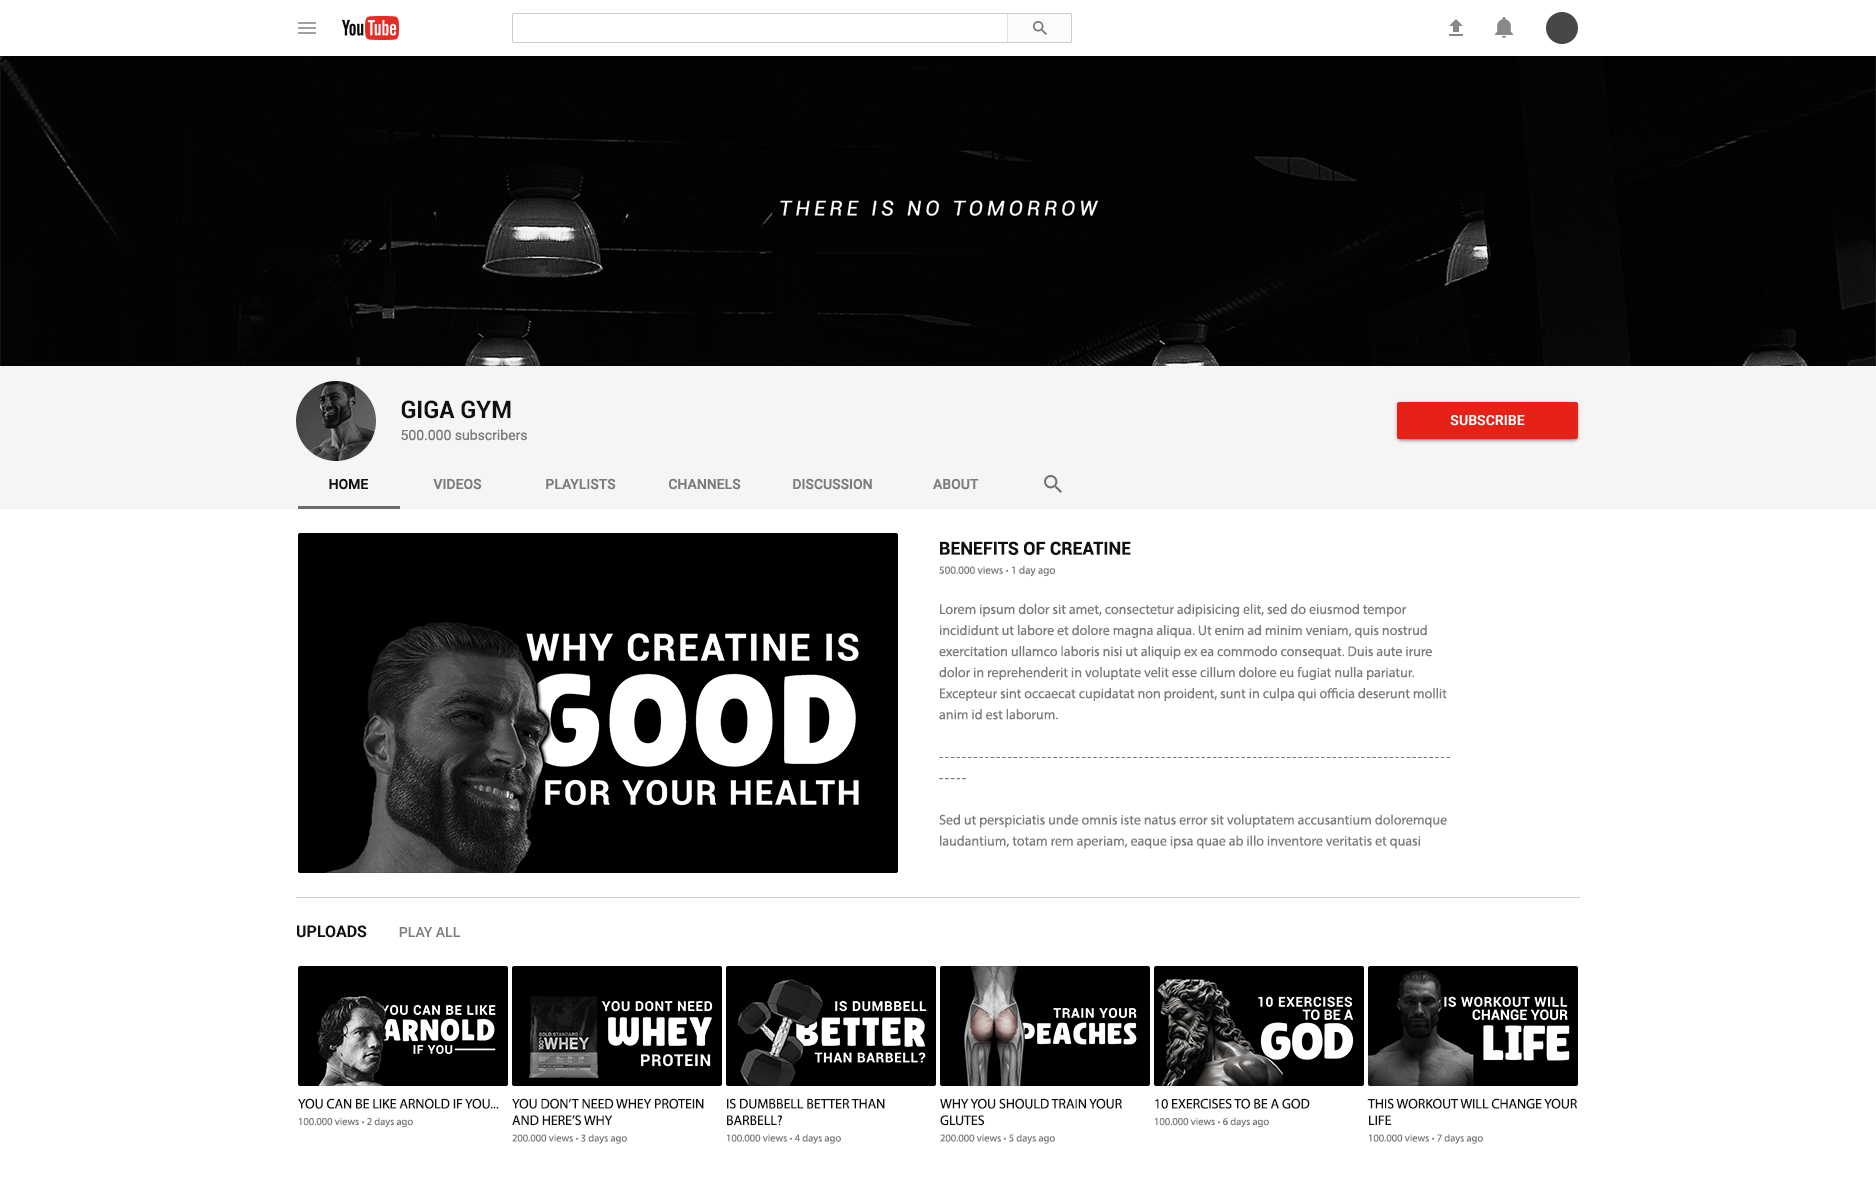 YouTube
THERE IS NO TOMORROW
GIGA GYM
500.000 subscribers
SUBSCRIBE
HOME
VIDEOS
PLAYLISTS
CHANNELS
DISCUSSION
ABOUT
WHY CREATINE IS
GOOD
FOR YOUR HEALTH
BENEFITS OF CREATINE
500.000 views • 1 day ago
Lorem ipsum dolor sit amet, consectetur adipisicing elit, sed do eiusmod tempor
incididunt ut labore et dolore magna aliqua. Ut enim ad minim veniam, quis nostrud
exercitation ullamco laboris nisi ut aliquip ex ea commodo consequat. Duis aute irure
dolor in reprehenderit in voluptate velit esse cillum dolore eu fugiat nulla pariatur.
Excepteur sint occaecat cupidatat non proident, sunt in culpa qui officia deserunt mollit
anim id est laborum.
Sed ut perspiciatis unde omnis iste natus error sit voluptatem accusantium doloremque
laudantium, totam rem aperiam, eaque ipsa quae ab illo inventore veritatis et quasi
UPLOADS
PLAY ALL
YOU CAN BE LIKE
ARNOLD
IF YOU
YOU CAN BE LIKE ARNOLD IF YOU...
100.000 views • 2 days ago
GOLD STANDARD
100% WHEY
YOU DONT NEED
WHEY
PROTEIN
YOU DON'T NEED WHEY PROTEIN
AND HERE'S WHY
200.000 views • 3 days ago
IS DUMBBELL
BETTER
THAN BARBELL?
IS DUMBBELL BETTER THAN
BARBELL?
100.000 views • 4 days ago
TRAIN YOUR
PEACHES
WHY YOU SHOULD TRAIN YOUR
GLUTES
200.000 views • 5 days ago
10 EXERCISES
TO BE A
GOD
10 EXERCISES TO BE A GOD
100.000 views • 6 days ago
IS WORKOUT WILL
CHANGE YOUR
LIFE
THIS WORKOUT WILL CHANGE YOUR
LIFE
100.000 views • 7 days ago